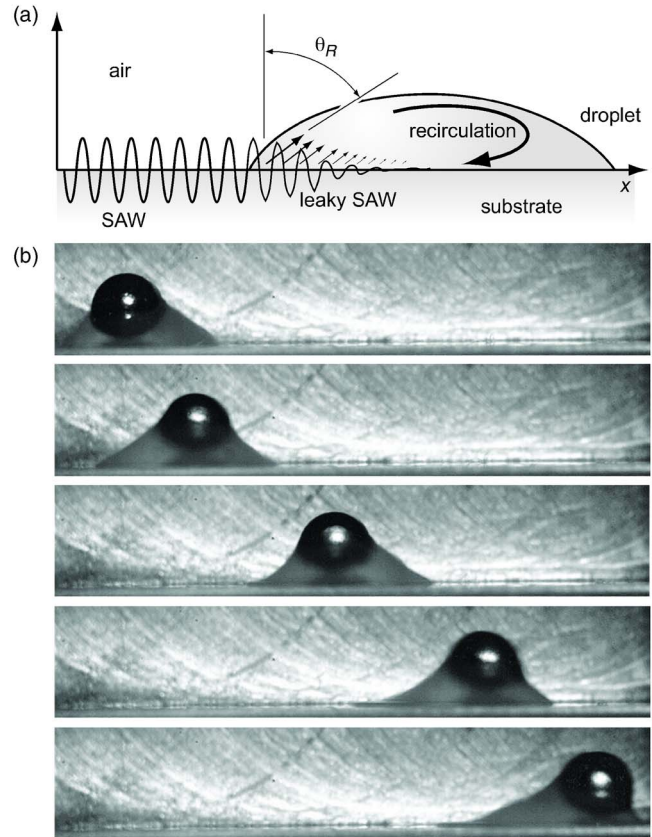 (a)
θR
air
droplet
recirculation
x
SAW
leaky SAW
substrate
(b)